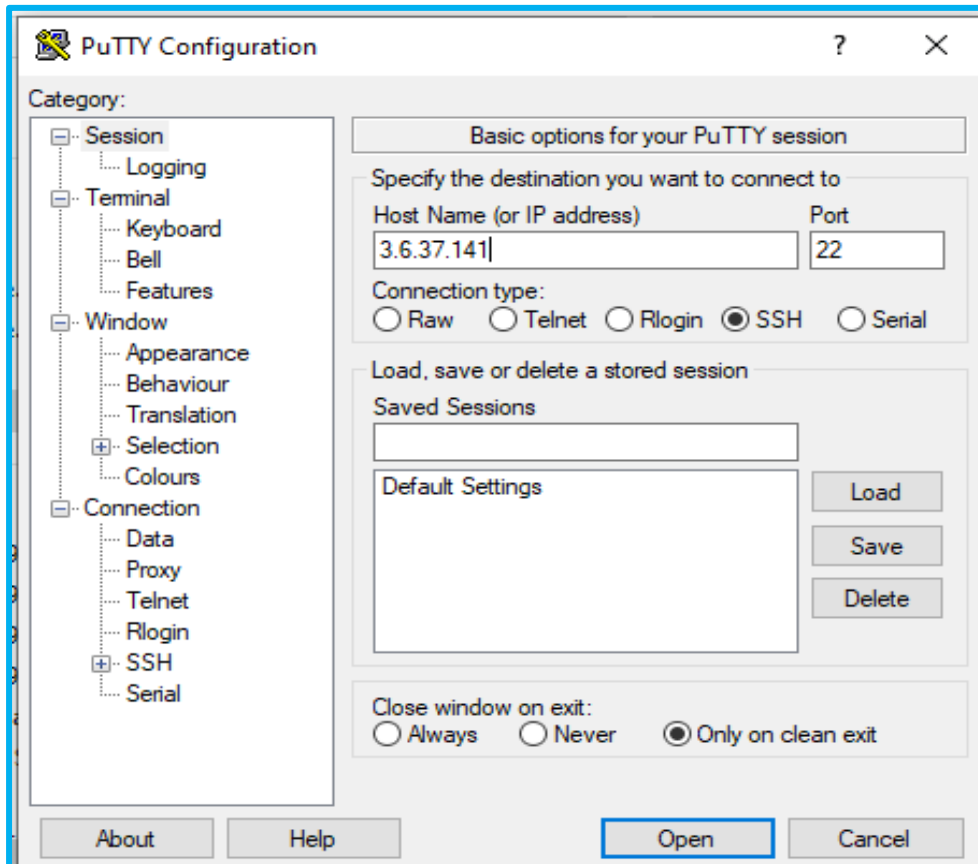 PuTTY Configuration
?
Category:
Session
Logging
Terminal
Keyboard
Bell
Features
Window
Appearance
Behaviour
Translation
Selection
Colours
Connection
Data
Proxy
Telnet
Rlogin
SSH
Serial
Basic options for your PuTTY session
Specify the destination you want to connect to
Host Name (or IP address) Port
3.6.37.141 22
Connection type:
Raw Telnet Rlogin SSH Serial
Load, save or delete a stored session
Saved Sessions
Default Settings
Load
Save
Delete
Close window on exit:
Always Never Only on clean exit
About Help Open Cancel